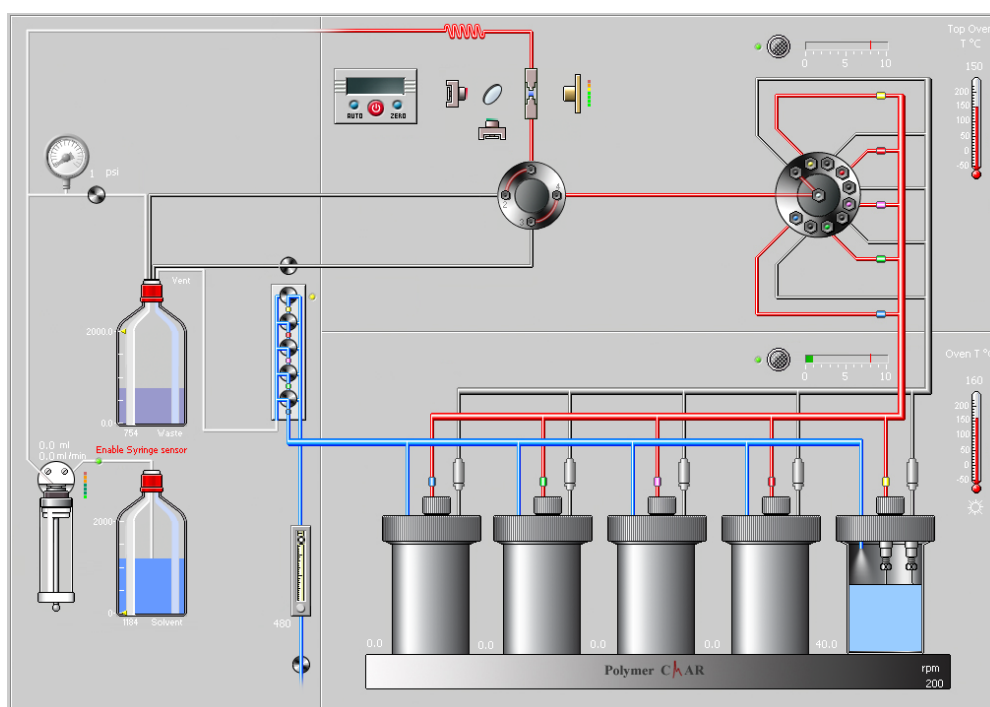 Top Oven
T °C
150
200
150
100
50
0
-50
0 5 10
AUTO ZERO
1 psi
4
2
3
Vent
2000.0
0.0
754 Waste
0.0 ml
0.0 ml/min
Enable Syringe sensor
2000
0
1184 Solvent
480
0 5 10
Oven T °C
160
200
150
100
50
0
-50
0.0 0.0 0.0 0.0 40.0
Polymer CHAR
rpm
200